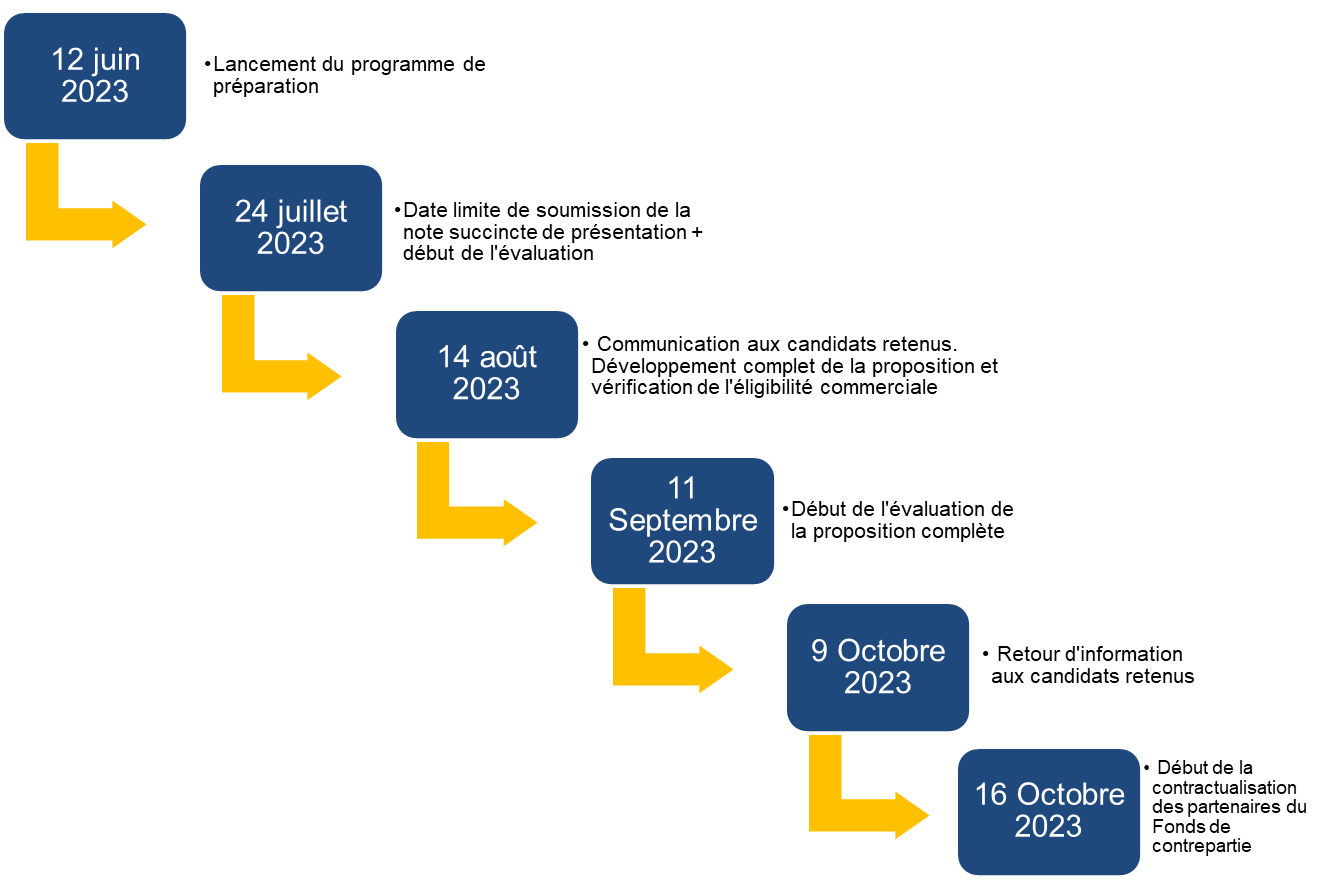 12 juin
2023
•Lancement du programme de
préparation
24 juillet
2023
•Date limite de soumission de la
note succincte de présentation +
début de l'évaluation
14 août
2023
• Communication aux candidats retenus.
Développement complet de la proposition et
vérification de l'éligibilité commerciale
11
Septembre
2023
•Début de l'évaluation de
la proposition complète
9 Octobre
2023
• Retour d'information
aux candidats retenus
16 Octobre
2023
• Début de la
contractualisation
des partenaires du
Fonds de
contrepartie